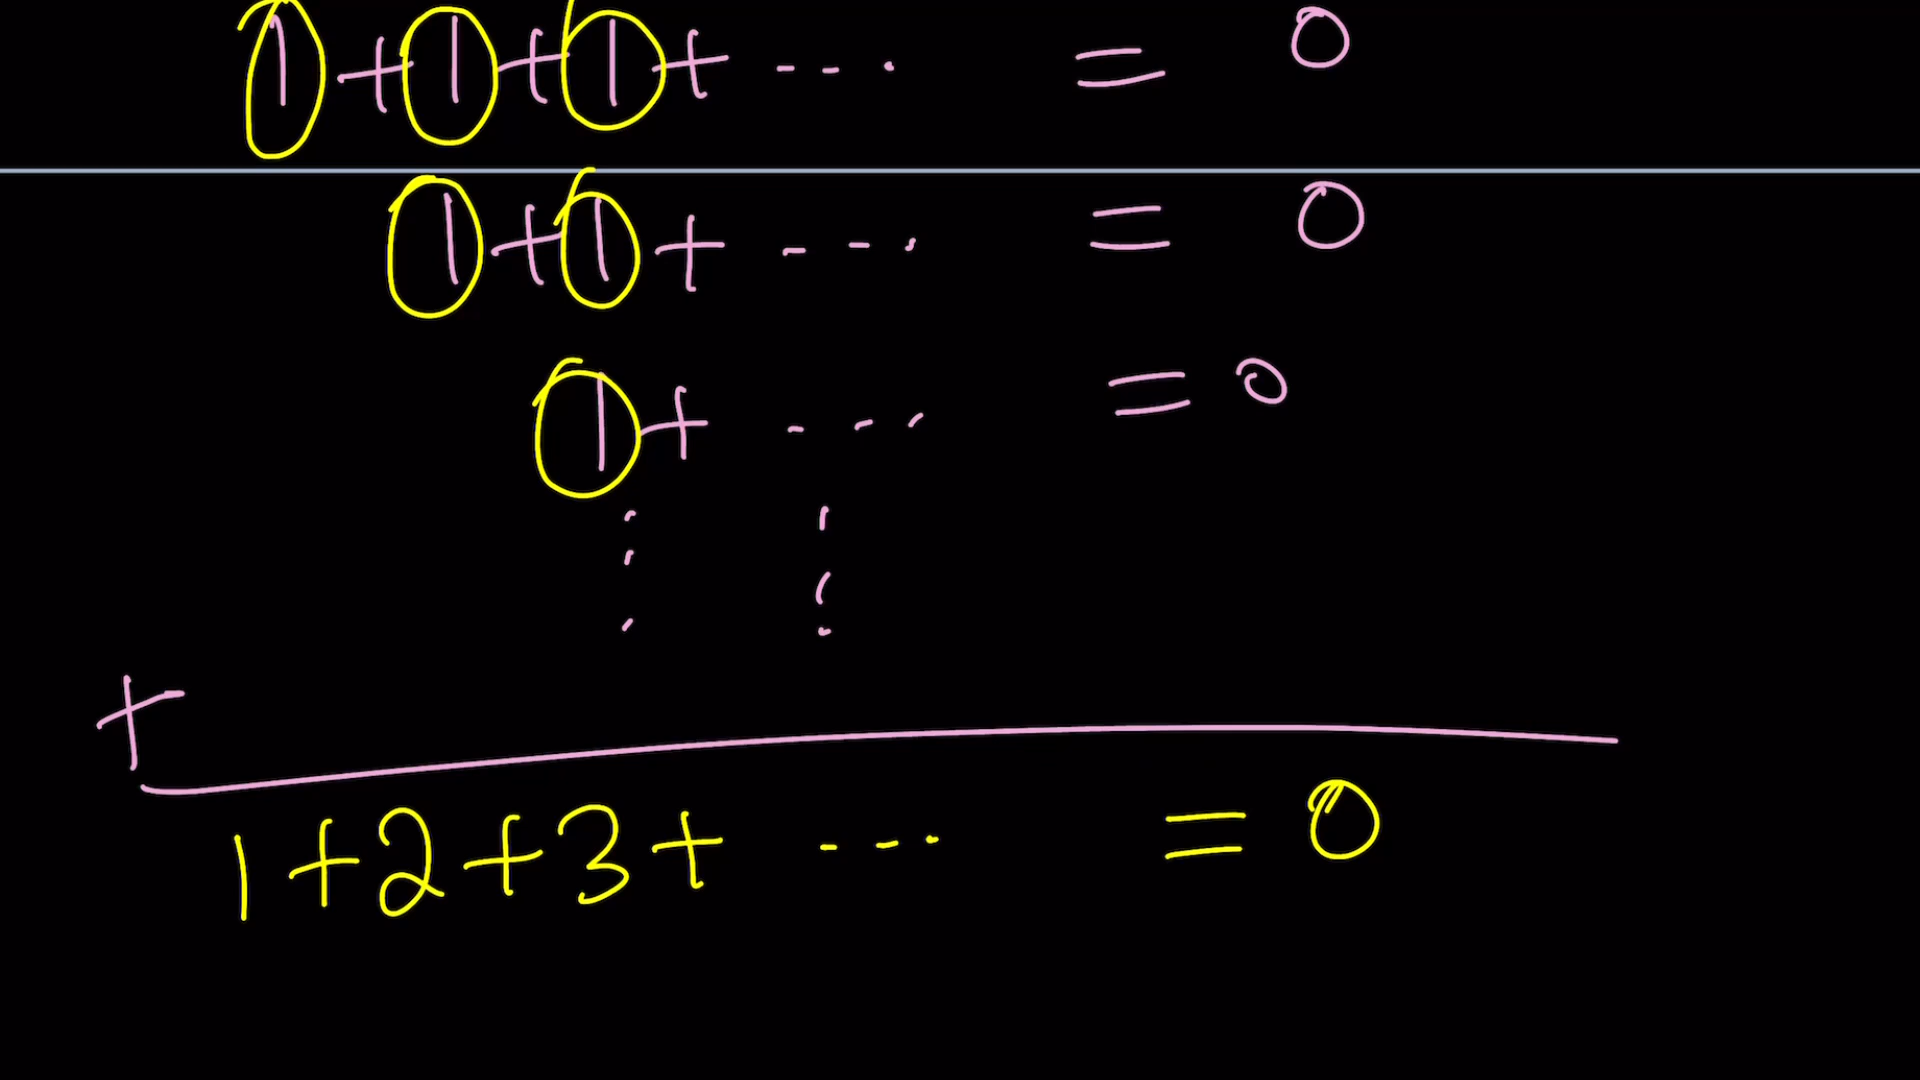 1+1+1+ ... = 0
1+1+ ... = 0
1+ ... = 0
⋮ ⋮
+
1+2+3+ ... = 0